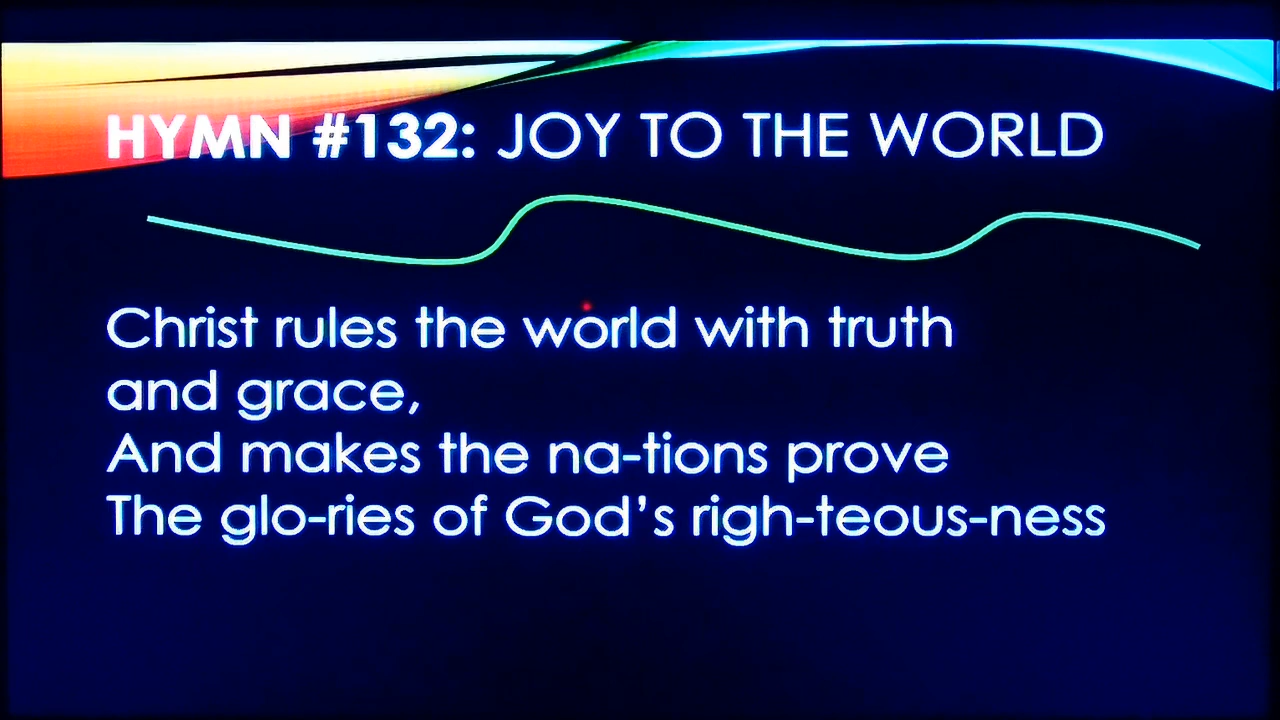 HYMN #132: JOY TO THE WORLD
Christ rules the world with truth
and grace,
And makes the na-tions prove
The glo-ries of God's righ-teous-ness